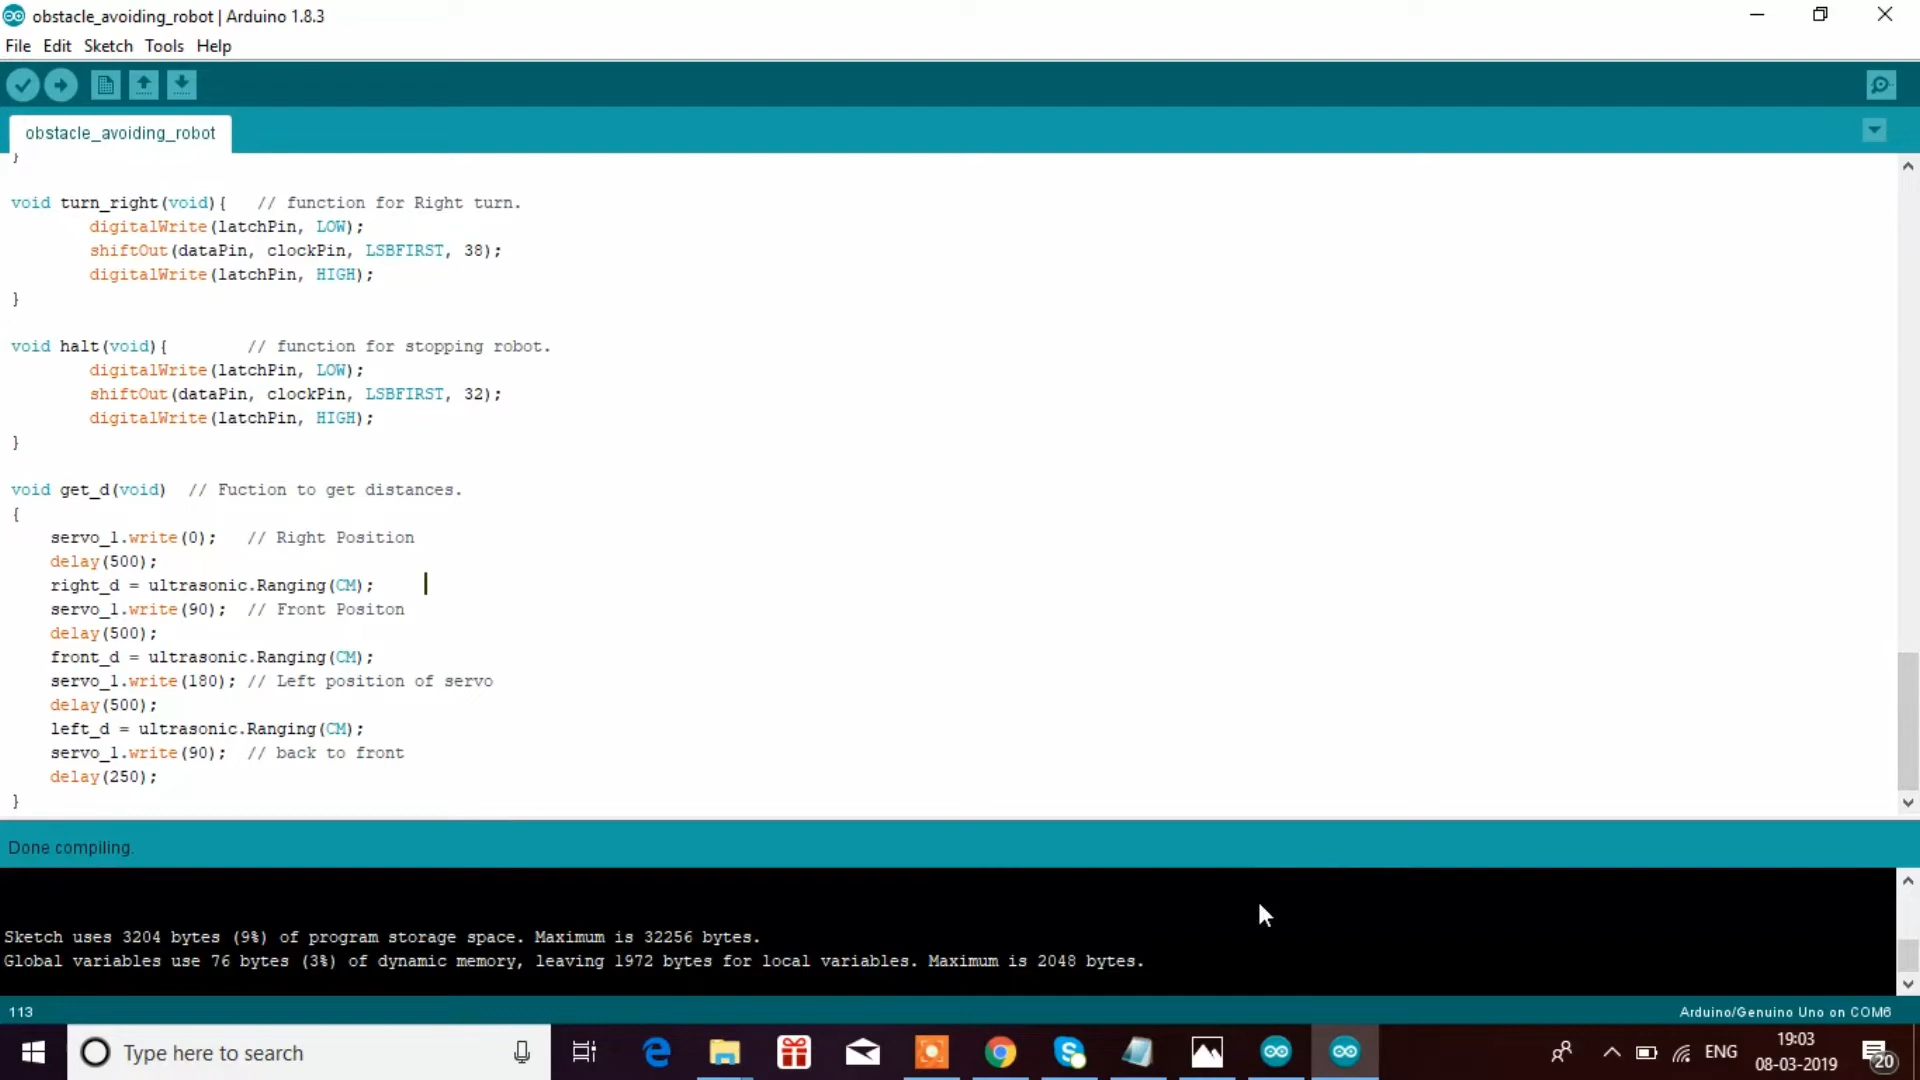 obstacle_avoiding_robot | Arduino 1.8.3
File Edit Sketch Tools Help
obstacle_avoiding_robot
}
void turn_right(void){   // function for Right turn.
digitalWrite(latchPin, LOW);
shiftOut(dataPin, clockPin, LSBFIRST, 38);
digitalWrite(latchPin, HIGH);
}
void halt(void){        // function for stopping robot.
digitalWrite(latchPin, LOW);
shiftOut(dataPin, clockPin, LSBFIRST, 32);
digitalWrite(latchPin, HIGH);
}
void get_d(void)  // Fuction to get distances.
{
servo_1.write(0);   // Right Position
delay(500);
right_d = ultrasonic.Ranging(CM);
servo_1.write(90);  // Front Positon
delay(500);
front_d = ultrasonic.Ranging(CM);
servo_1.write(180); // Left position of servo
delay(500);
left_d = ultrasonic.Ranging(CM);
servo_1.write(90);  // back to front
delay(250);
}
Done compiling.
Sketch uses 3204 bytes (9%) of program storage space. Maximum is 32256 bytes.
Global variables use 76 bytes (3%) of dynamic memory, leaving 1972 bytes for local variables. Maximum is 2048 bytes.
113
Arduino/Genuino Uno on COM6
Type here to search
ENG
19:03
08-03-2019
20